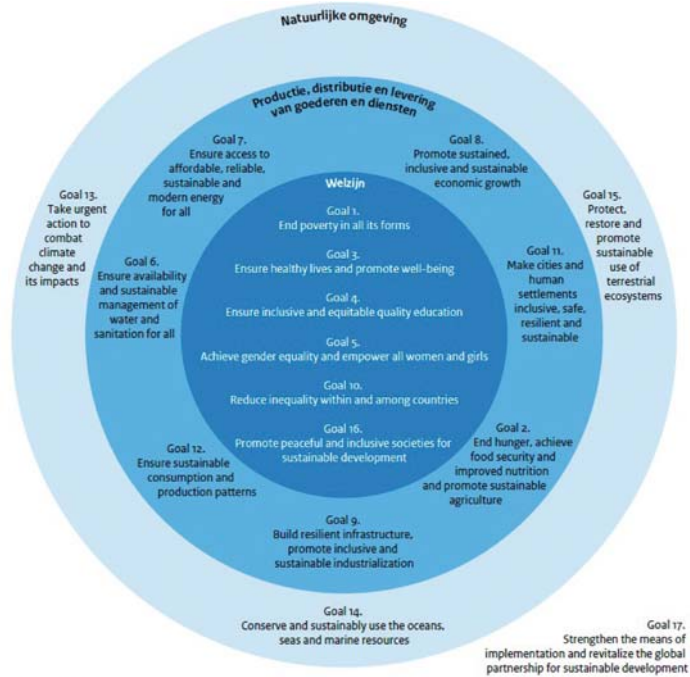 Natuurlijke omgeving
Productie, distributie en levering
van goederen en diensten
Goal 7.
Ensure access to
affordable, reliable,
sustainable and
modern energy
for all
Goal 8.
Promote sustained,
inclusive and sustainable
economic growth
Welzijn
Goal 1.
End poverty in all its forms
Goal 3.
Ensure healthy lives and promote well-being
Goal 4.
Ensure inclusive and equitable quality education
Goal 5.
Achieve gender equality and empower all women and girls
Goal 10.
Reduce inequality within and among countries
Goal 16.
Promote peaceful and inclusive societies for
sustainable development
Goal 13.
Take urgent
action to
combat
climate
change and
its impacts
Goal 6.
Ensure availability
and sustainable
management of
water and
sanitation for all
Goal 15.
Protect,
restore and
promote
sustainable
use of
terrestrial
ecosystems
Goal 11.
Make cities and
human
settlements
inclusive, safe,
resilient and
sustainable
Goal 12.
Ensure sustainable
consumption and
production patterns
Goal 2.
End hunger, achieve
food security and
improved nutrition
and promote sustainable
agriculture
Goal 9.
Build resilient infrastructure,
promote inclusive and
sustainable industrialization
Goal 14.
Conserve and sustainably use the oceans,
seas and marine resources
Goal 17.
Strengthen the means of
implementation and revitalize the global
partnership for sustainable development